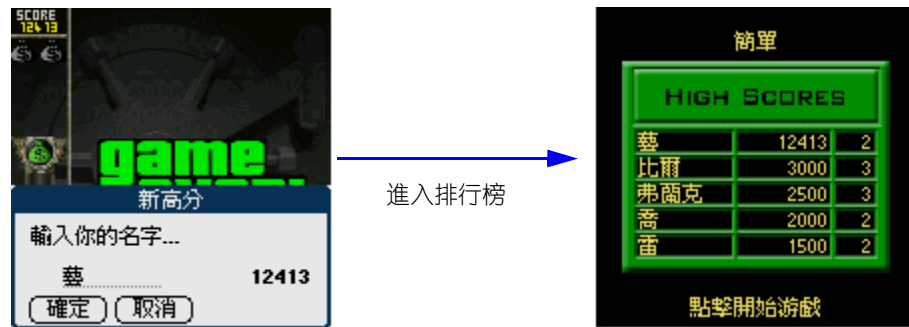 SCORE
12413
game
新高分
輸入你的名字...
藝 12413
確定 取消
進入排行榜
簡單
HIGH SCORES
藝 12413 2
比爾 3000 3
弗蘭克 2500 3
喬 2000 2
雷 1500 2
點擊開始游戲